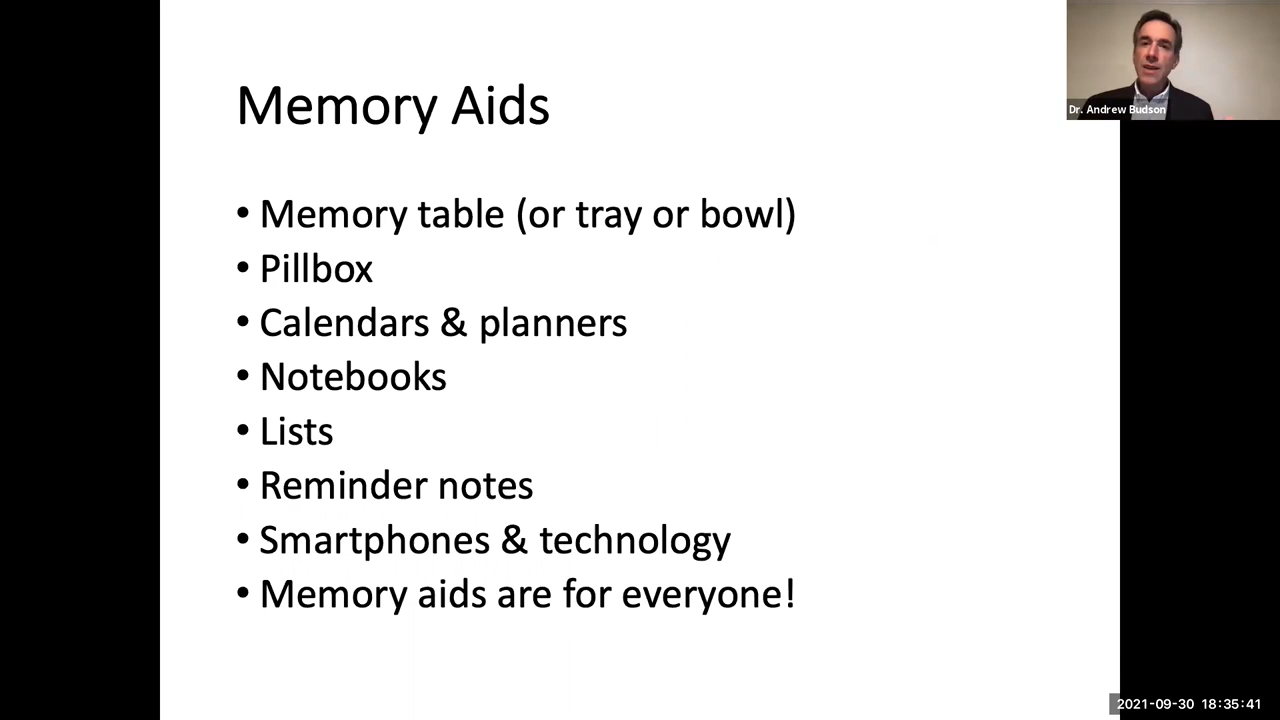 Memory Aids
• Memory table (or tray or bowl)
• Pillbox
• Calendars & planners
• Notebooks
• Lists
• Reminder notes
• Smartphones & technology
• Memory aids are for everyone!
Dr. Andrew Budson
2021-09-30 18:35:41